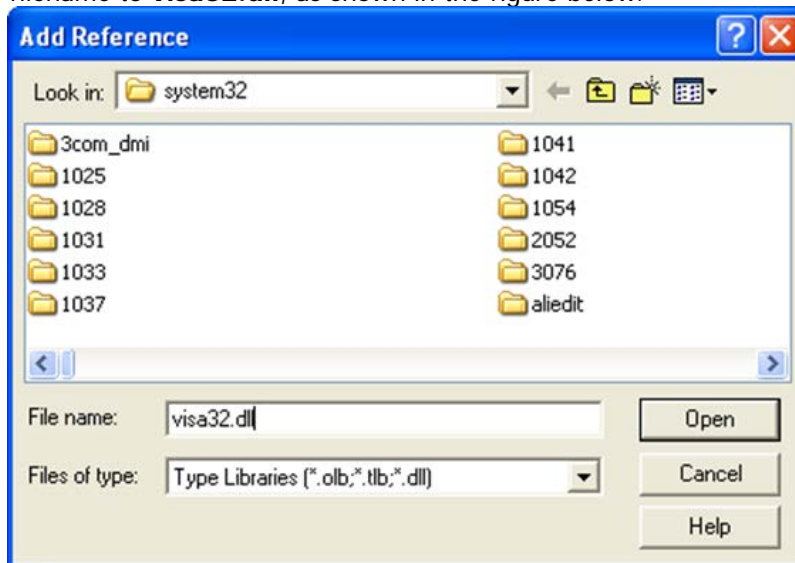 Add Reference
Look in: system32
3com_dmi
1025
1028
1031
1033
1037
1041
1042
1054
2052
3076
aliedit
File name: visa32.dll
Open
Files of type: Type Libraries (*.olb;*.tlb;*.dll)
Cancel
Help